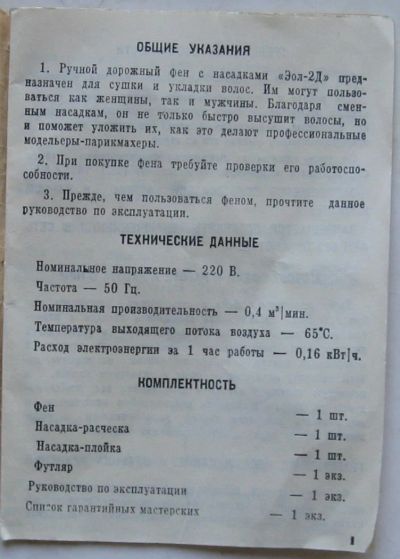 ОБЩИЕ УКАЗАНИЯ
1. Ручной дорожный фен с насадками «Эол-2Д» пред-
назначен для сушки и укладки волос. Им могут пользо-
ваться как женщины, так и мужчины. Благодаря смен-
ным насадкам, он не только быстро высушит волосы, но
и поможет уложить их, как это делают профессиональные
модельеры-парикмахеры.
2. При покупке фена требуйте проверки его работоспо-
собности.
3. Прежде, чем пользоваться феном, прочтите данное
руководство по эксплуатации.
ТЕХНИЧЕСКИЕ ДАННЫЕ
Номинальное напряжение — 220 В.
Частота — 50 Гц.
Номинальная производительность — 0,4 м³|мин.
Температура выходящего потока воздуха — 65°С.
Расход электроэнергии за 1 час работы — 0,16 кВт|ч.
КОМПЛЕКТНОСТЬ
Фен — 1 шт.
Насадка-расческа — 1 шт.
Насадка-плойка — 1 шт.
Футляр — 1 экз.
Руководство по эксплуатации — 1 экз.
Список гарантийных мастерских — 1 экз.
1